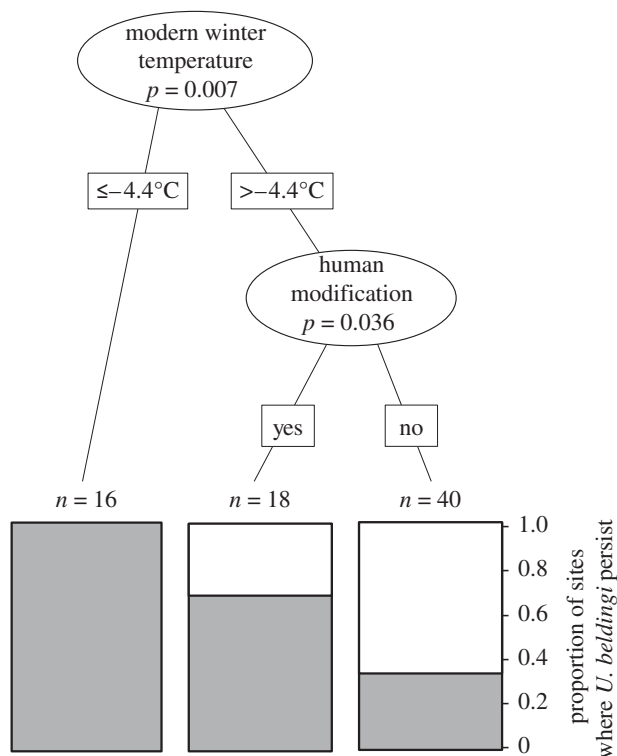 modern winter
temperature
p = 0.007
≤−4.4°C
>−4.4°C
human
modification
p = 0.036
yes
no
n = 16
n = 18
n = 40
1.0
0.8
0.6
0.4
0.2
0
proportion of sites
where U. beldingi persist